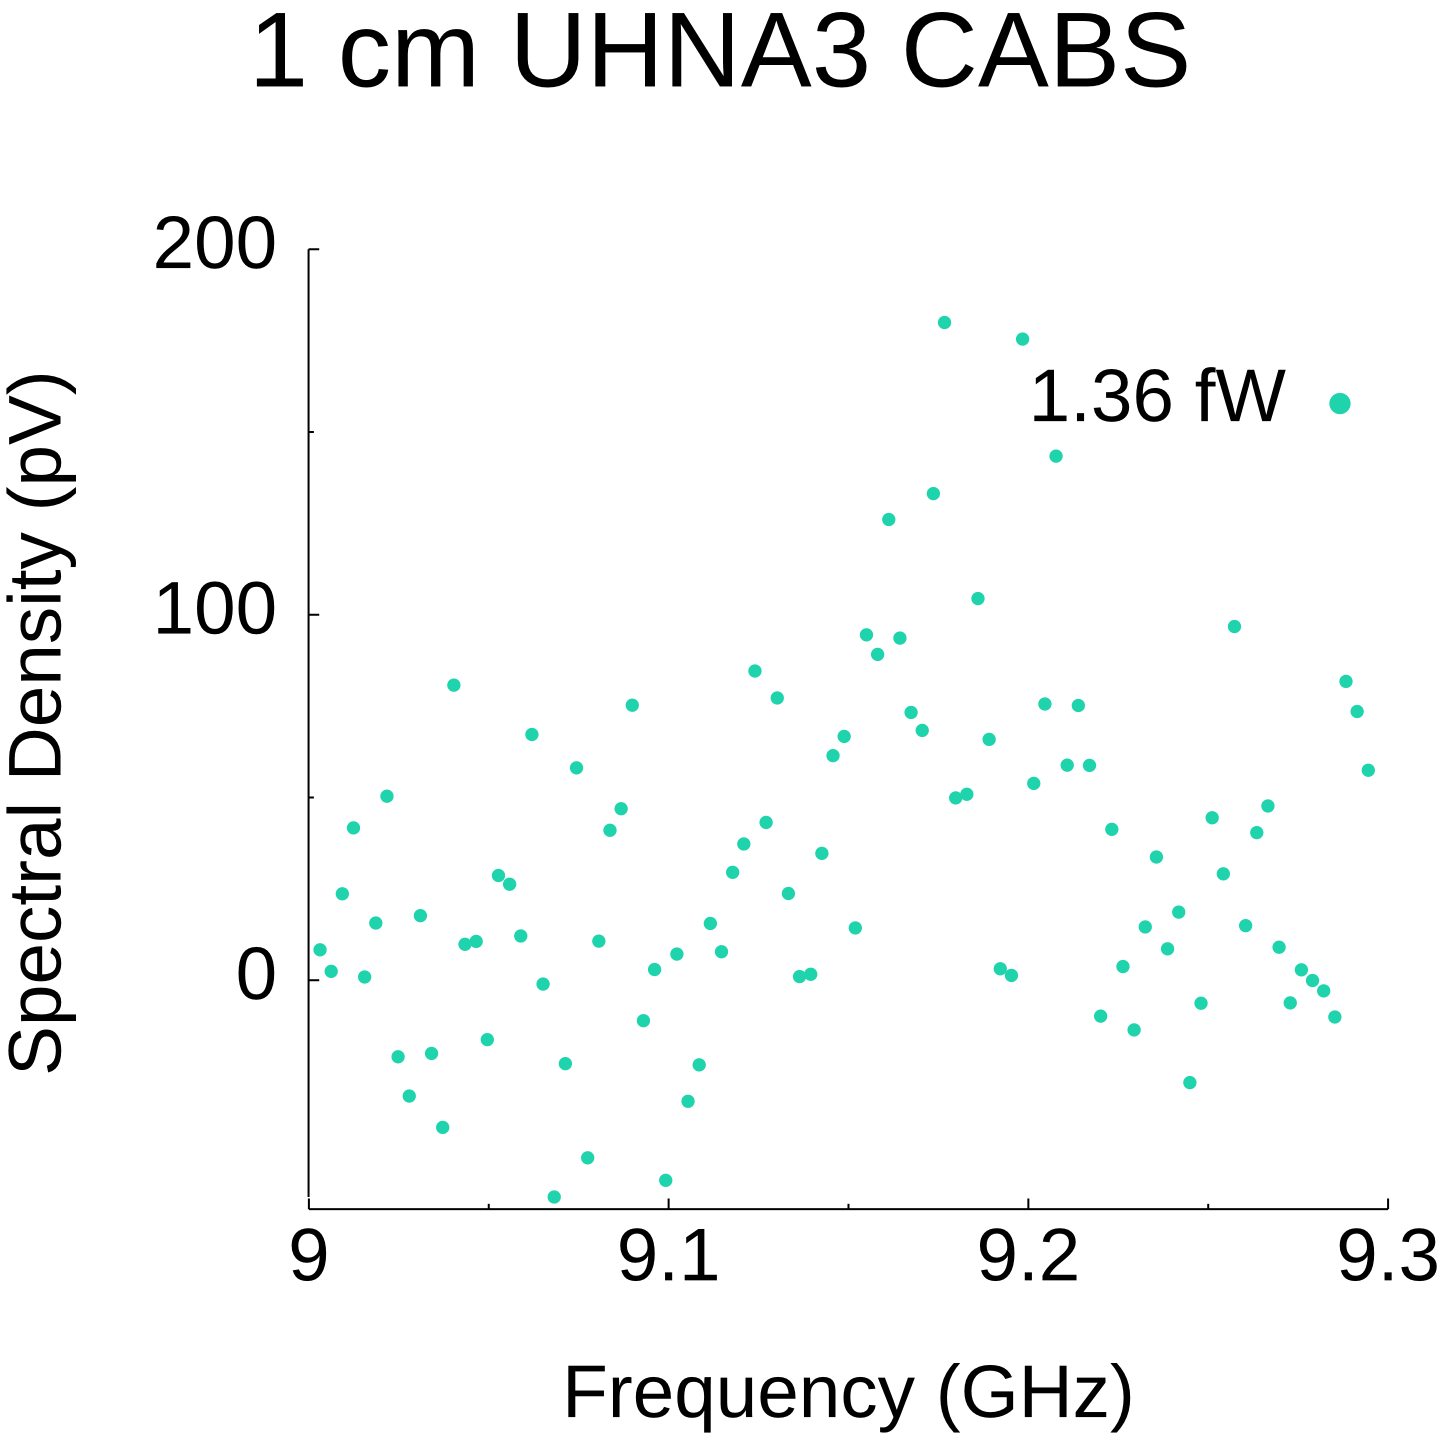 1 cm UHNA3 CABS
200
1.36 fW
100
0
Spectral Density (pV)
9
9.1
9.2
9.3
Frequency (GHz)